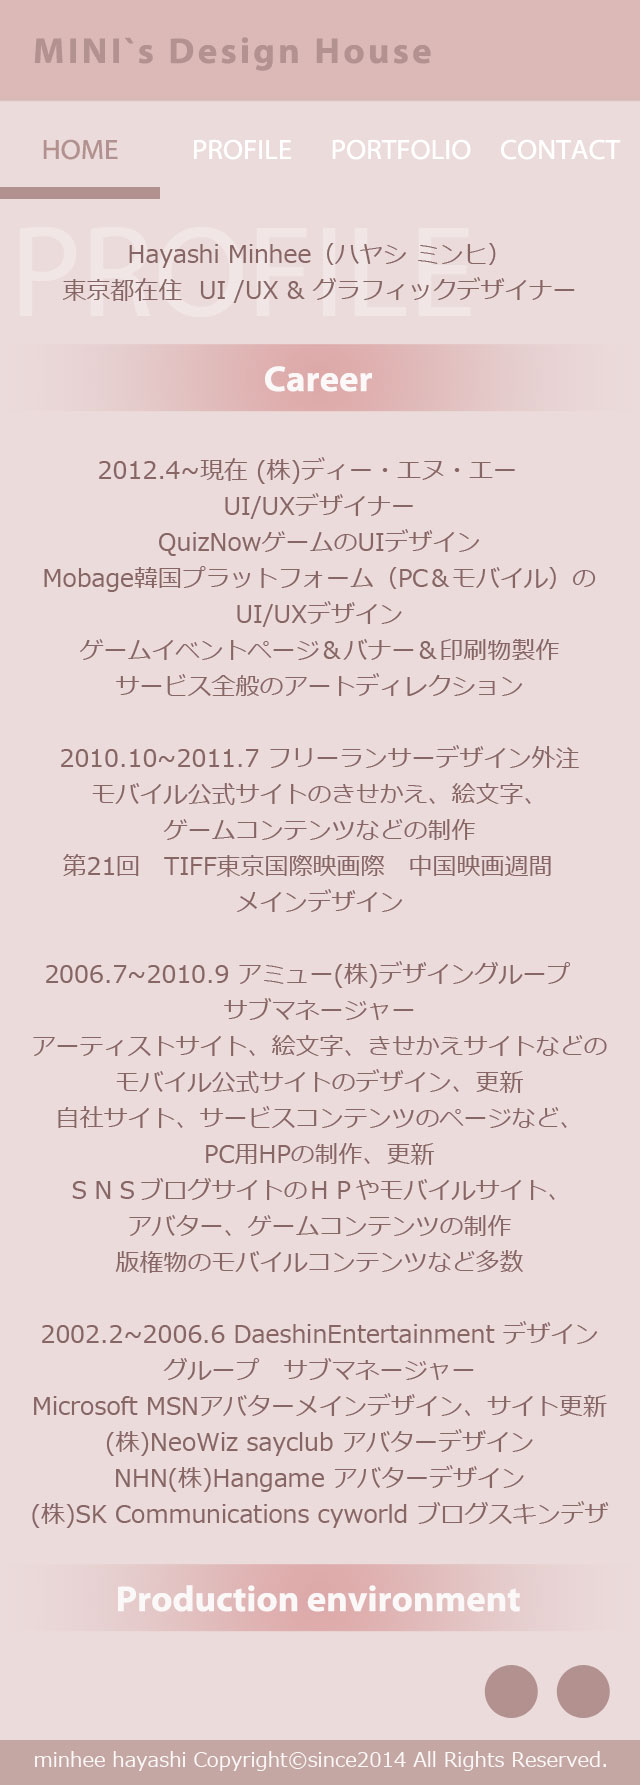 MINI`s Design House
HOME PROFILE PORTFOLIO CONTACT
PROFILE
Hayashi Minhee（ハヤシ ミンヒ）
東京都在住 UI /UX & グラフィックデザイナー
Career
2012.4~現在 (株)ディー・エヌ・エー
UI/UXデザイナー
QuizNowゲームのUIデザイン
Mobage韓国プラットフォーム（PC＆モバイル）の
UI/UXデザイン
ゲームイベントページ＆バナー＆印刷物製作
サービス全般のアートディレクション
2010.10~2011.7 フリーランサーデザイン外注
モバイル公式サイトのきせかえ、絵文字、
ゲームコンテンツなどの制作
第21回　TIFF東京国際映画際　中国映画週間
メインデザイン
2006.7~2010.9 アミュー(株)デザイングループ
サブマネージャー
アーティストサイト、絵文字、きせかえサイトなどの
モバイル公式サイトのデザイン、更新
自社サイト、サービスコンテンツのページなど、
PC用HPの制作、更新
ＳＮＳブログサイトのＨＰやモバイルサイト、
アバター、ゲームコンテンツの制作
版権物のモバイルコンテンツなど多数
2002.2~2006.6 DaeshinEntertainment デザイン
グループ　サブマネージャー
Microsoft MSNアバターメインデザイン、サイト更新
(株)NeoWiz sayclub アバターデザイン
NHN(株)Hangame アバターデザイン
(株)SK Communications cyworld ブログスキンデザ
Production environment
minhee hayashi Copyright©since2014 All Rights Reserved.